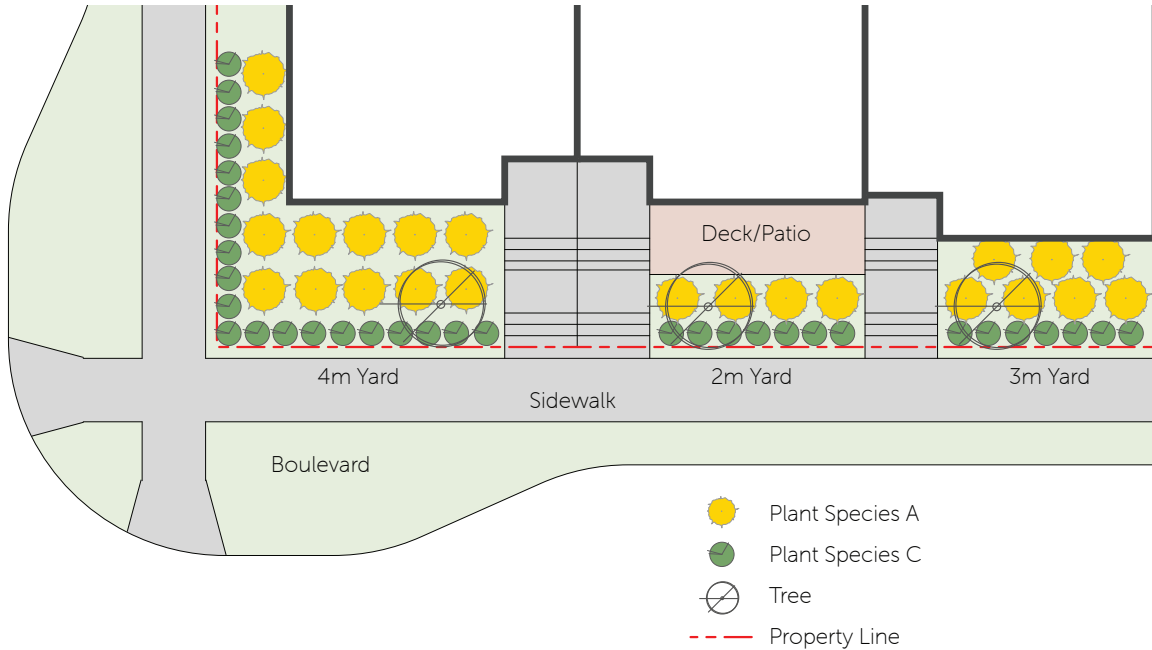 Deck/Patio
4m Yard
2m Yard
3m Yard
Sidewalk
Boulevard
Plant Species A
Plant Species C
Tree
Property Line